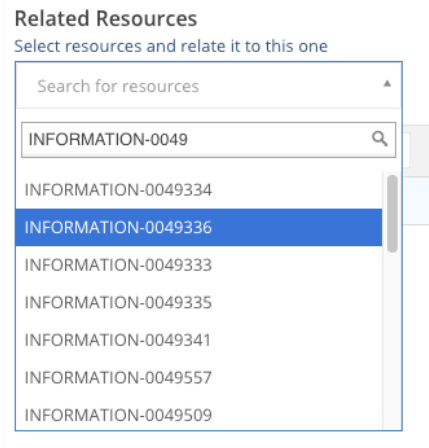 Related Resources
Select resources and relate it to this one
Search for resources
INFORMATION-0049
INFORMATION-0049334
INFORMATION-0049336
INFORMATION-0049333
INFORMATION-0049335
INFORMATION-0049341
INFORMATION-0049557
INFORMATION-0049509